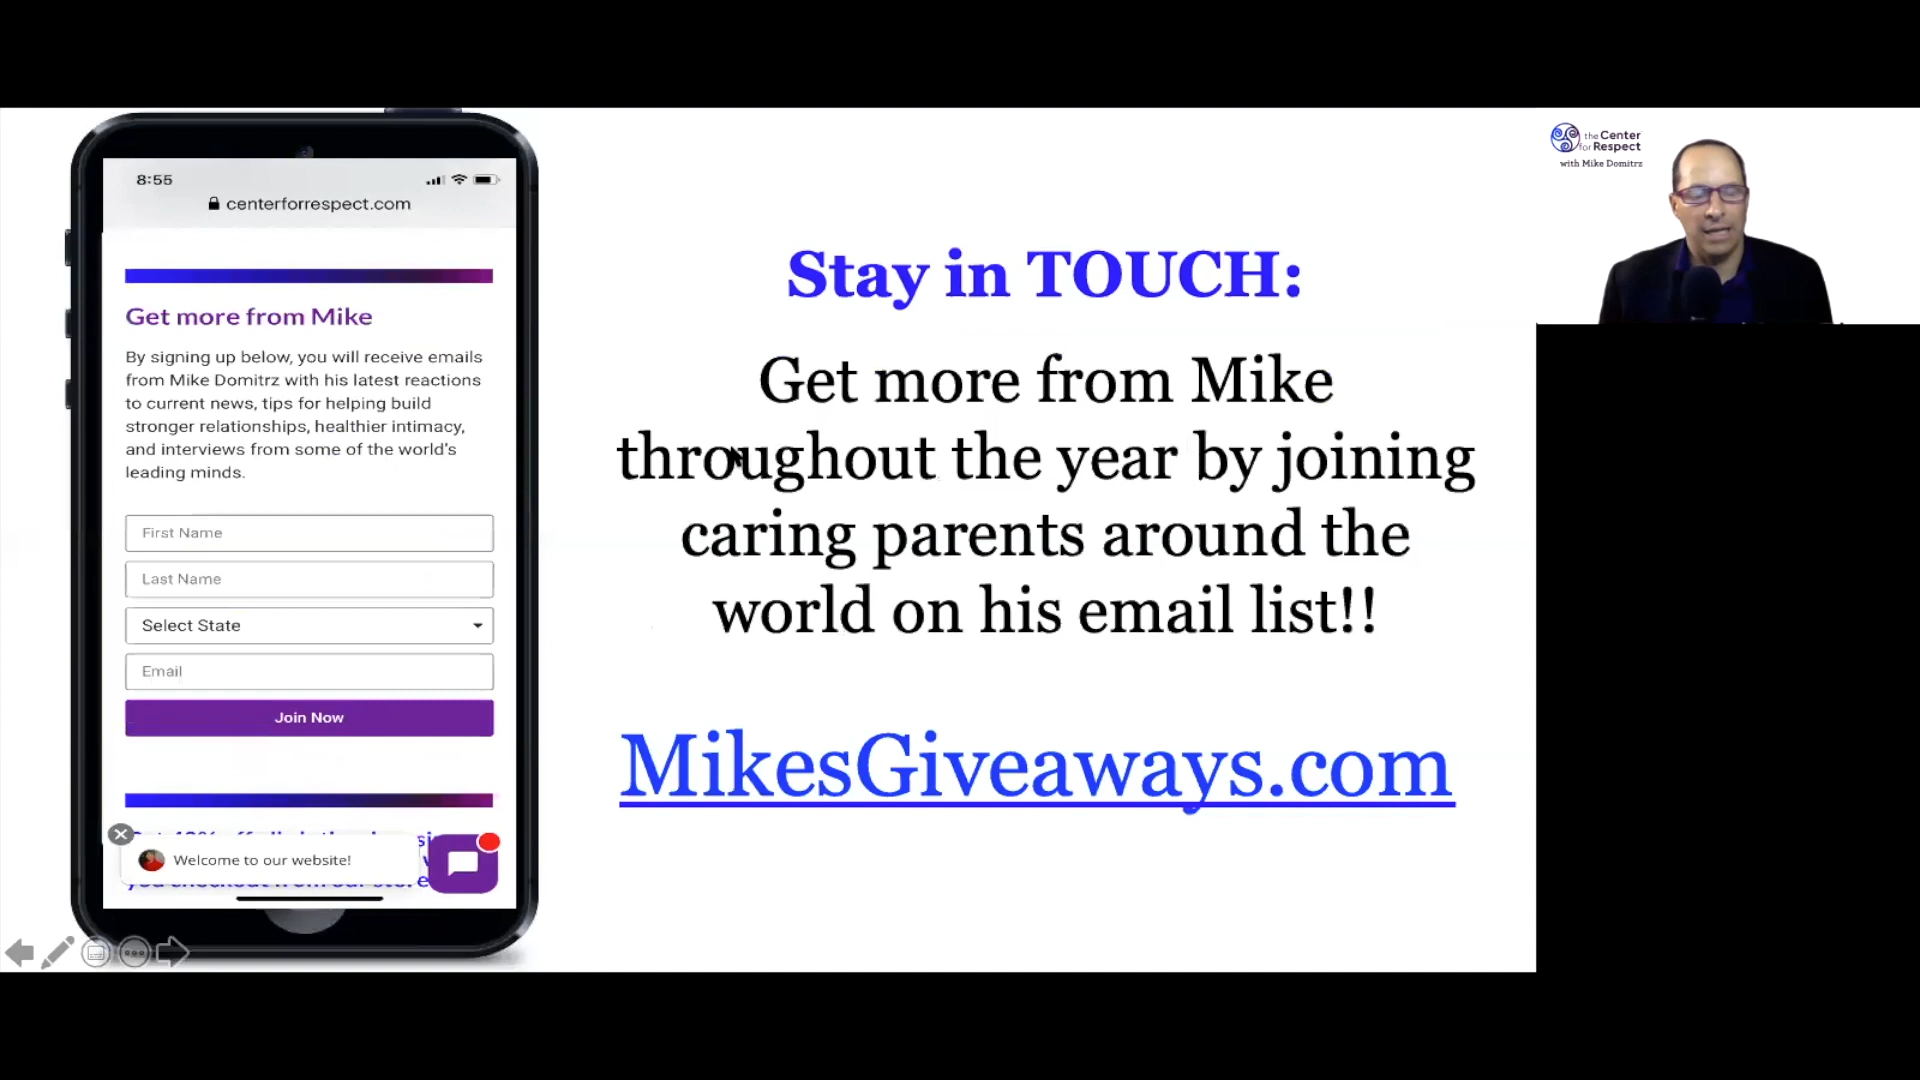 8:55
centerforrespect.com
Get more from Mike
By signing up below, you will receive emails
from Mike Domitrz with his latest reactions
to current news, tips for helping build
stronger relationships, healthier intimacy,
and interviews from some of the world's
leading minds.
First Name
Last Name
Select State
Email
Join Now
Welcome to our website!
Stay in TOUCH:
Get more from Mike
throughout the year by joining
caring parents around the
world on his email list!!
MikesGiveaways.com
the Center
for Respect
with Mike Domitrz